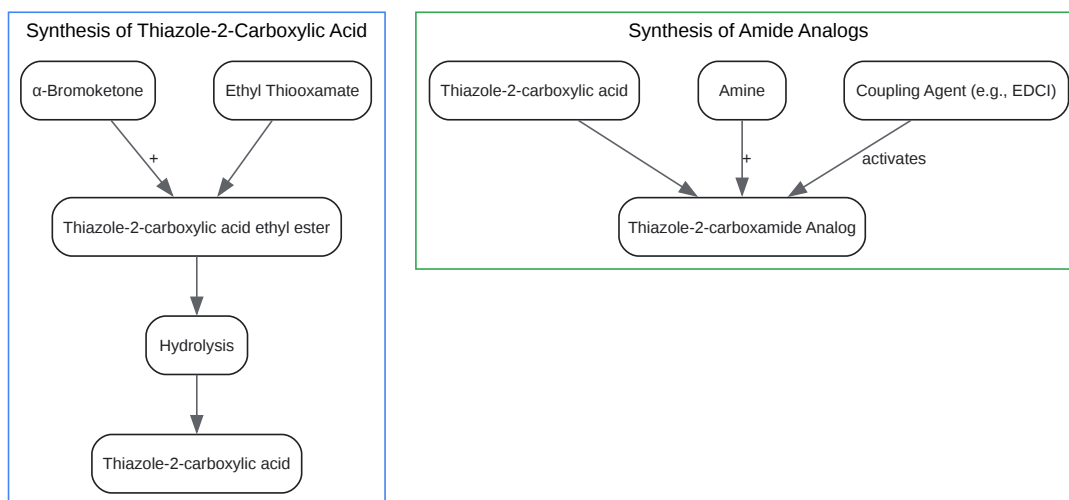 Synthesis of Thiazole-2-Carboxylic Acid
α-Bromoketone
Ethyl Thiooxamate
+
Thiazole-2-carboxylic acid ethyl ester
Hydrolysis
Thiazole-2-carboxylic acid
Synthesis of Amide Analogs
Thiazole-2-carboxylic acid
Amine
Coupling Agent (e.g., EDCI)
+
activates
Thiazole-2-carboxamide Analog